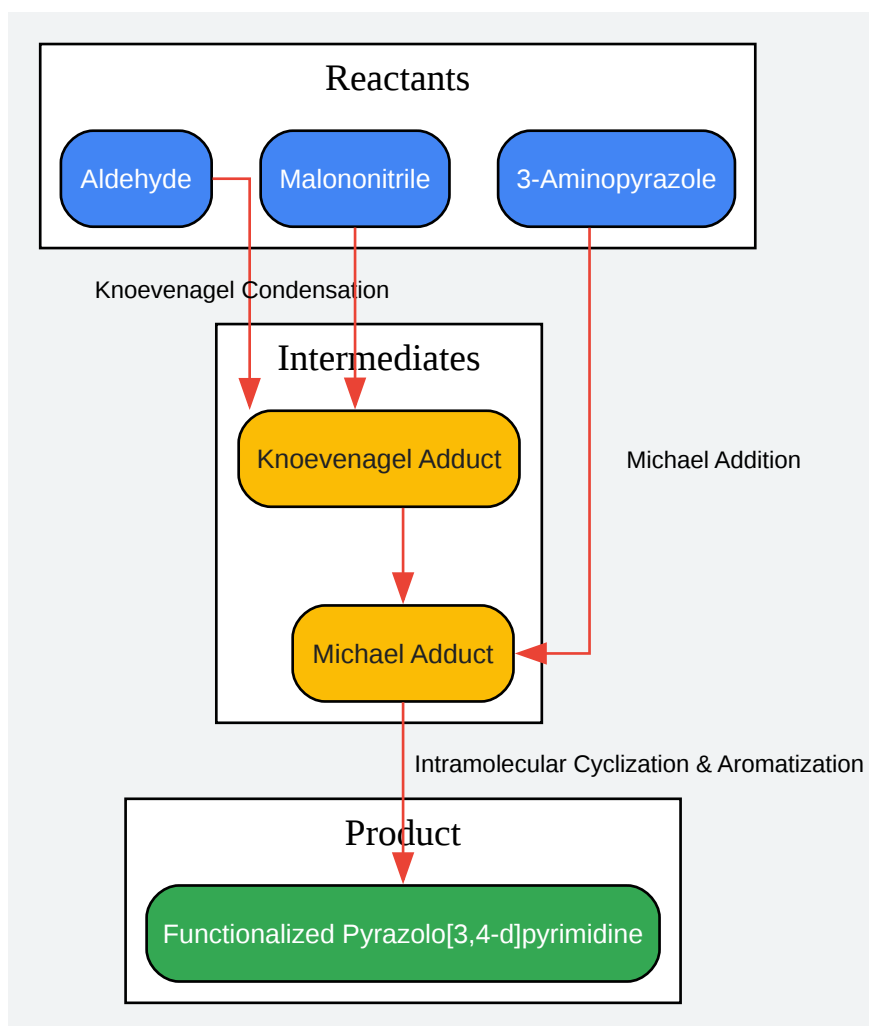 Reactants
Aldehyde
Malononitrile
3-Aminopyrazole
Knoevenagel Condensation
Intermediates
Knoevenagel Adduct
Michael Addition
Michael Adduct
Intramolecular Cyclization & Aromatization
Product
Functionalized Pyrazolo[3,4-d]pyrimidine